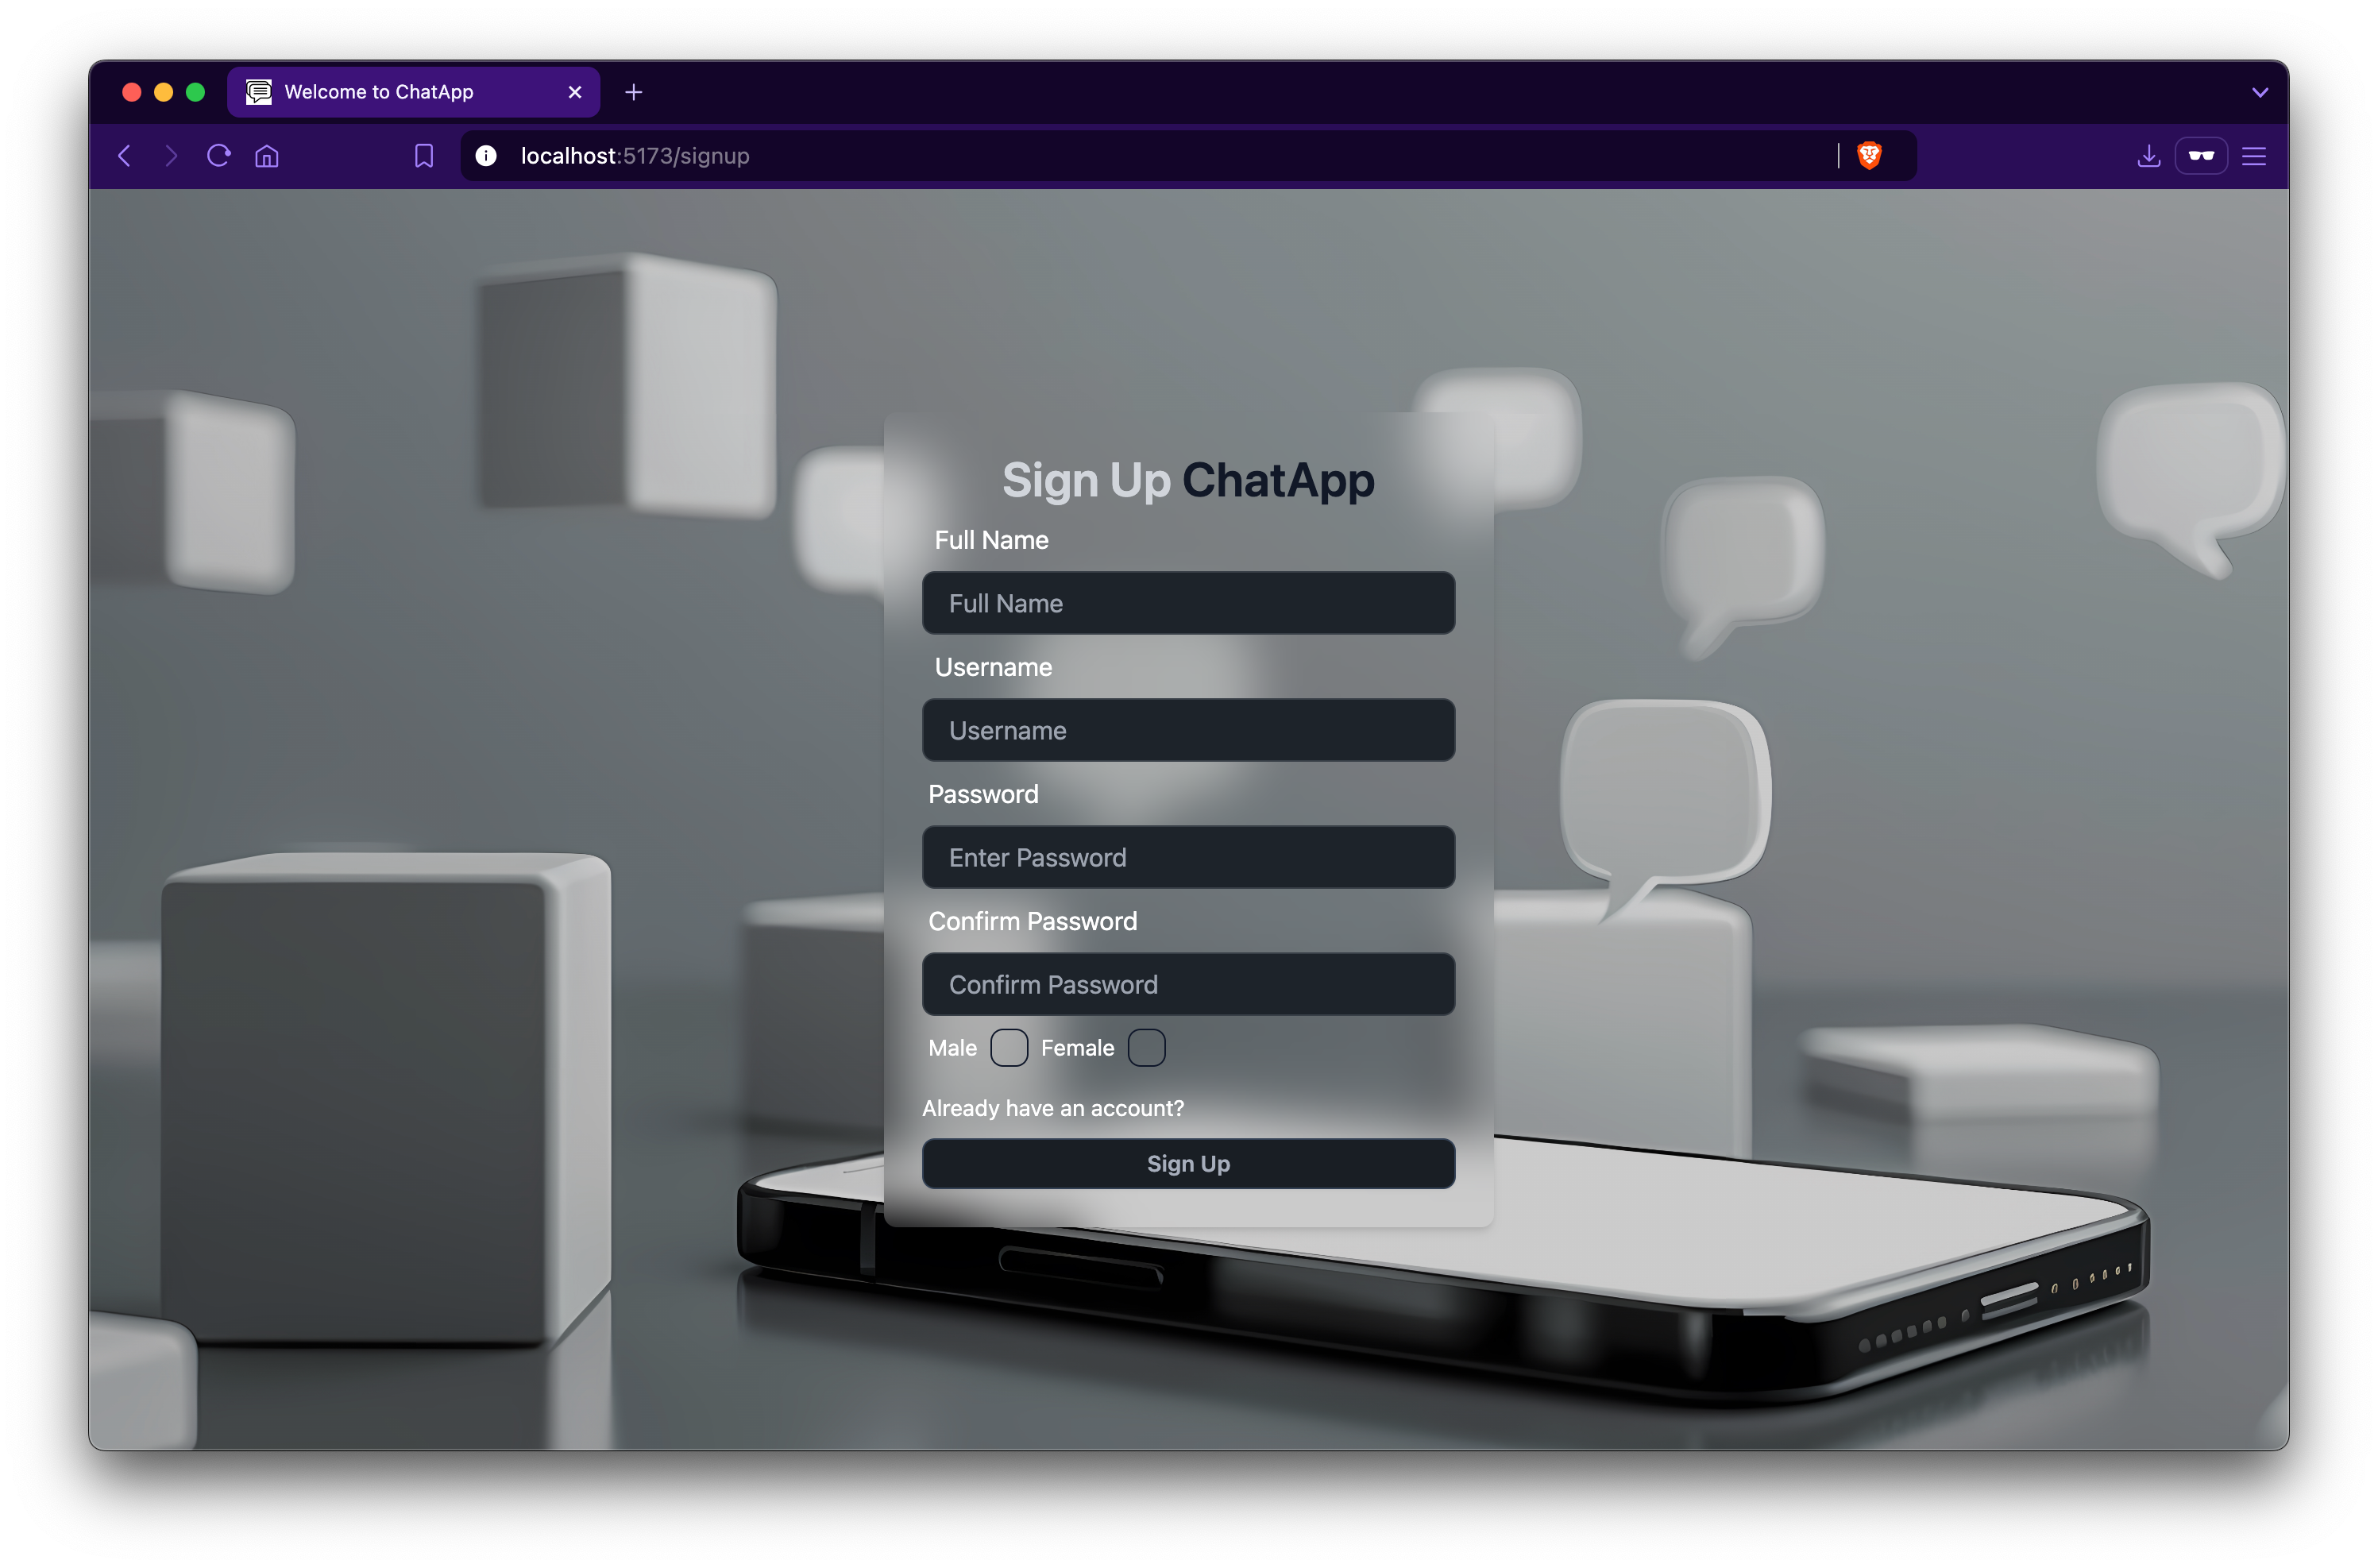 Welcome to ChatApp
localhost:5173/signup
Sign Up ChatApp
Full Name
Full Name
Username
Username
Password
Enter Password
Confirm Password
Confirm Password
Male Female
Already have an account?
Sign Up